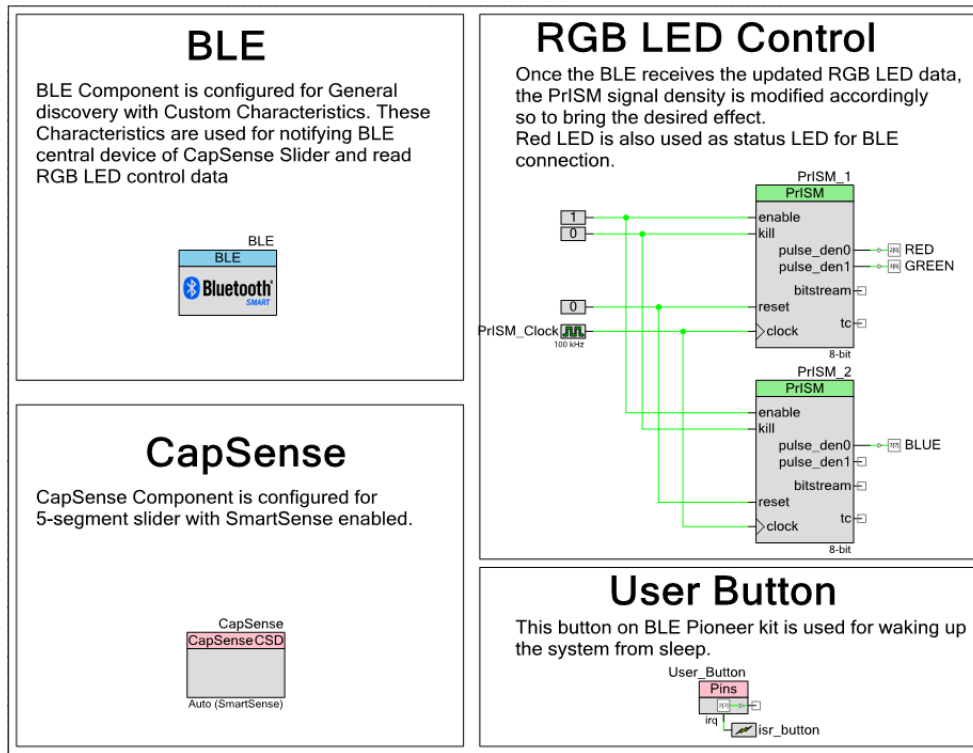 BLE
BLE Component is configured for General
discovery with Custom Characteristics. These
Characteristics are used for notifying BLE
central device of CapSense Slider and read
RGB LED control data
BLE
BLE
Bluetooth
SMART
CapSense
CapSense Component is configured for
5-segment slider with SmartSense enabled.
CapSense
CapSense CSD
Auto (SmartSense)
RGB LED Control
Once the BLE receives the updated RGB LED data,
the PrISM signal density is modified accordingly
so to bring the desired effect.
Red LED is also used as status LED for BLE
connection.
PrISM_1
PrISM
1
enable
0
kill
pulse_den0
RED
pulse_den1
GREEN
bitstream
0
reset
tc
PrISM_Clock
clock
100 kHz
8-bit
PrISM_2
PrISM
enable
kill
pulse_den0
BLUE
pulse_den1
bitstream
reset
tc
clock
8-bit
User Button
This button on BLE Pioneer kit is used for waking up
the system from sleep.
User_Button
Pins
irq
isr_button